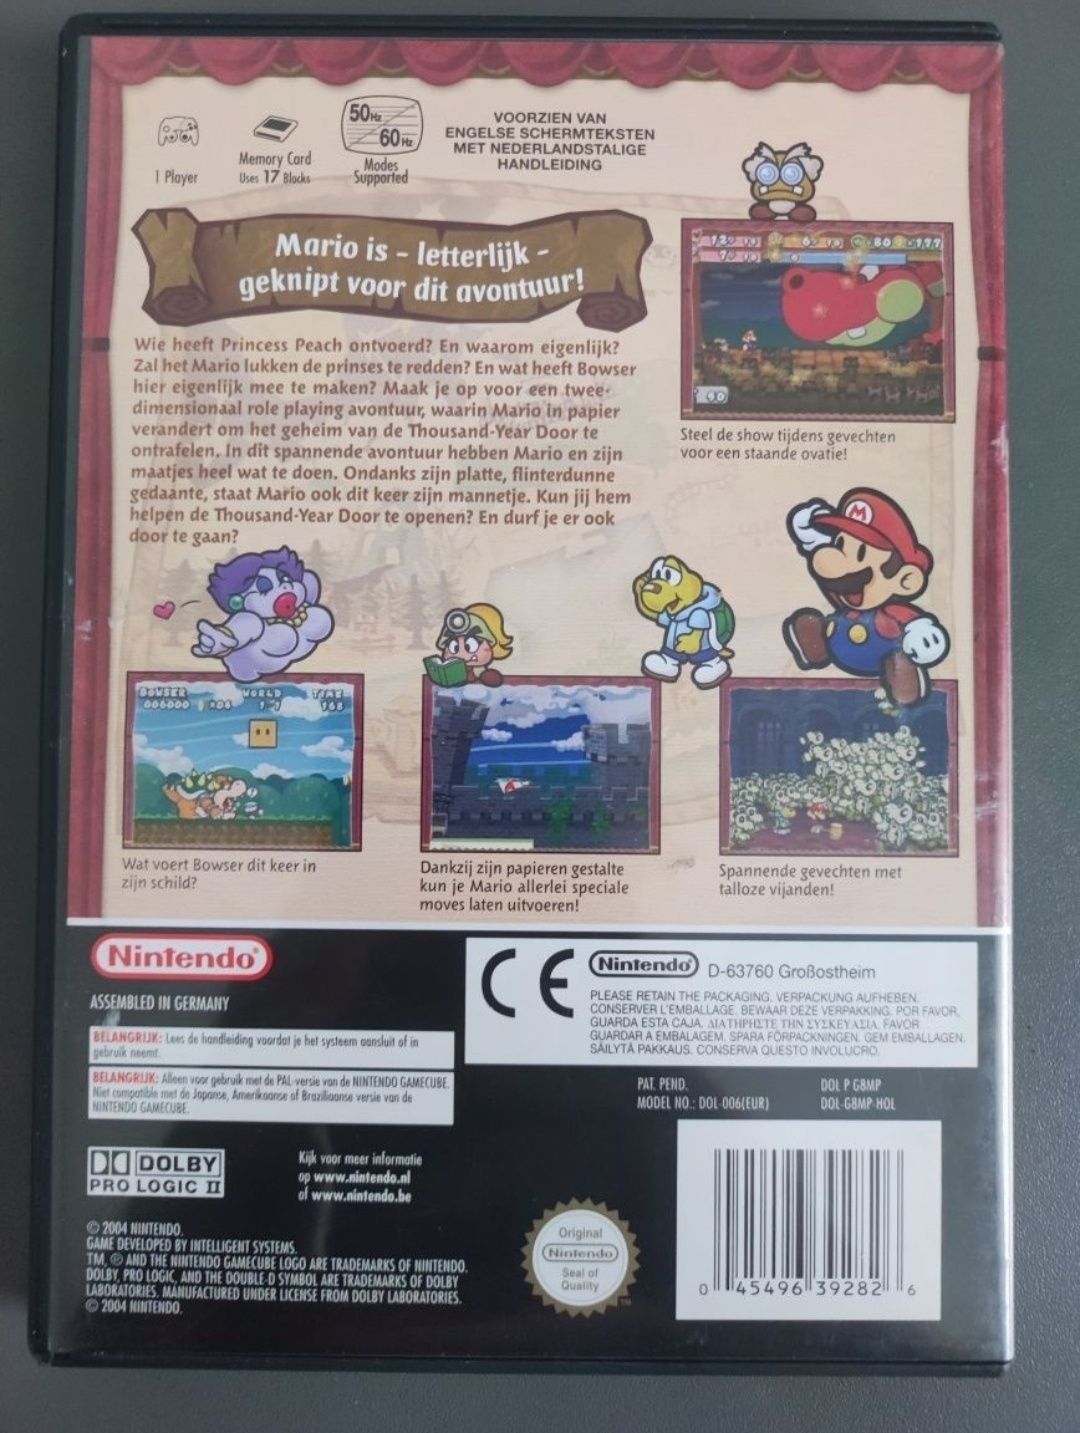 50Hz
60Hz
Modes
Supported
1 Player
Memory Card
Uses 17 Blocks
VOORZIEN VAN
ENGELSE SCHERMTEKSTEN
MET NEDERLANDSTALIGE
HANDLEIDING
Mario is - letterlijk -
geknipt voor dit avontuur!
Wie heeft Princess Peach ontvoerd? En waarom eigenlijk?
Zal het Mario lukken de prinses te redden? En wat heeft Bowser
hier eigenlijk mee te maken? Maak je op voor een twee-
dimensionaal role playing avontuur, waarin Mario in papier
verandert om het geheim van de Thousand-Year Door te
ontrafelen. In dit spannende avontuur hebben Mario en zijn
maatjes heel wat te doen. Ondanks zijn platte, flinterdunne
gedaante, staat Mario ook dit keer zijn mannetje. Kun jij hem
helpen de Thousand-Year Door te openen? En durf je er ook
door te gaan?
Steel de show tijdens gevechten
voor een staande ovatie!
M
BOWSER WORLD TIME
006000 ×04 1-1 168
Wat voert Bowser dit keer in
zijn schild?
Dankzij zijn papieren gestalte
kun je Mario allerlei speciale
moves laten uitvoeren!
Spannende gevechten met
talloze vijanden!
Nintendo®
ASSEMBLED IN GERMANY
BELANGRIJK: Lees de handleiding voordat je het systeem aansluit of in
gebruik neemt.
BELANGRIJK: Alleen voor gebruik met de PAL-versie van de NINTENDO GAMECUBE.
Niet compatible met de Japanse, Amerikaanse of Braziliaanse versie van de
NINTENDO GAMECUBE.
CE
Nintendo® D-63760 Großostheim
PLEASE RETAIN THE PACKAGING. VERPACKUNG AUFHEBEN.
CONSERVER L'EMBALLAGE. BEWAAR DEZE VERPAKKING. POR FAVOR,
GUARDA ESTA CAJA. ΔΙΑΤΗΡΗΣΤΕ ΤΗΝ ΣΥΣΚΕΥΑΣΙΑ. FAVOR
GUARDAR A EMBALAGEM. SPARA FÖRPACKNINGEN. GEM EMBALLAGEN.
SÄILYTÄ PAKKAUS. CONSERVA QUESTO INVOLUCRO.
PAT. PEND.
MODEL NO.: DOL-006(EUR)
DOL P G8MP
DOL-G8MP-HOL
DOLBY
PRO LOGIC II
Kijk voor meer informatie
op www.nintendo.nl
of www.nintendo.be
© 2004 NINTENDO.
GAME DEVELOPED BY INTELLIGENT SYSTEMS.
TM, ® AND THE NINTENDO GAMECUBE LOGO ARE TRADEMARKS OF NINTENDO.
DOLBY, PRO LOGIC, AND THE DOUBLE-D SYMBOL ARE TRADEMARKS OF DOLBY
LABORATORIES. MANUFACTURED UNDER LICENSE FROM DOLBY LABORATORIES.
© 2004 NINTENDO.
Original
Nintendo
Seal of
Quality
TM
0 45496 39282 6